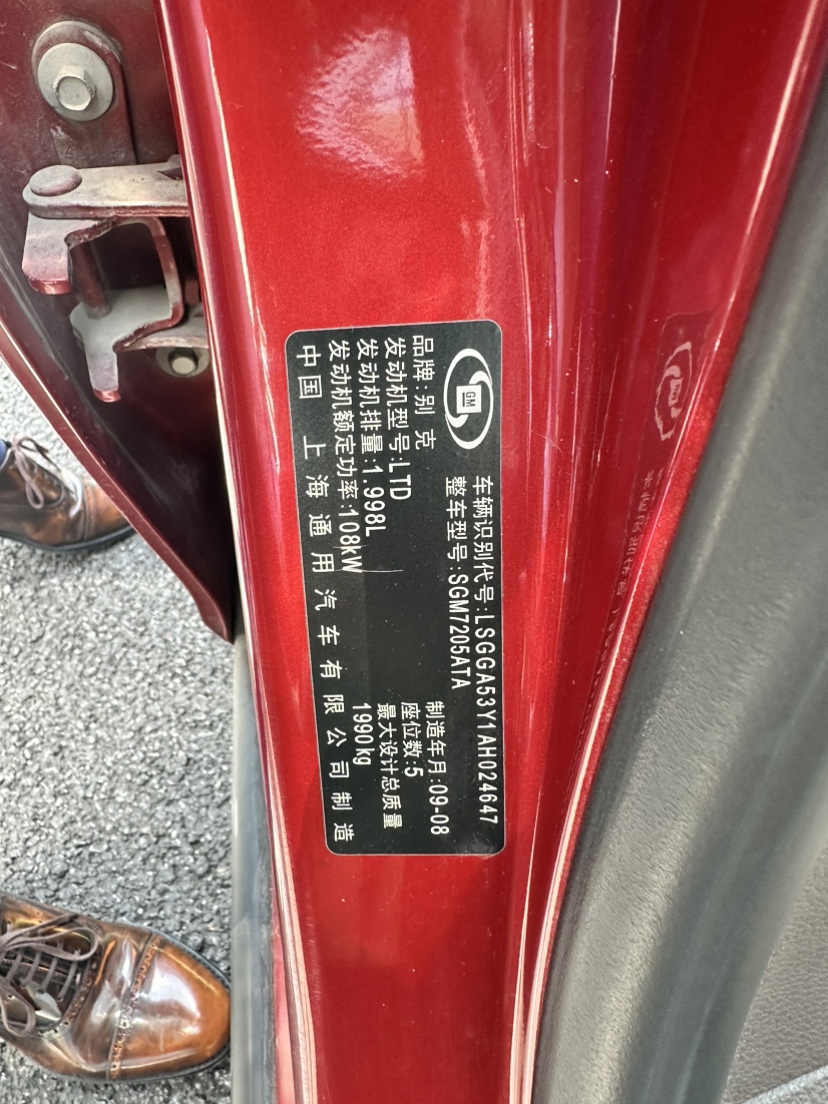 GM
车辆识别代号:LSGGA53Y1AH024647
整车型号:SGM7205ATA
品牌:别克
制造年月:09-08
发动机型号:LTD
座位数:5
发动机排量:1.998L
最大设计总质量
发动机额定功率:108kW
1990kg
中国 上海通用汽车有限公司制造